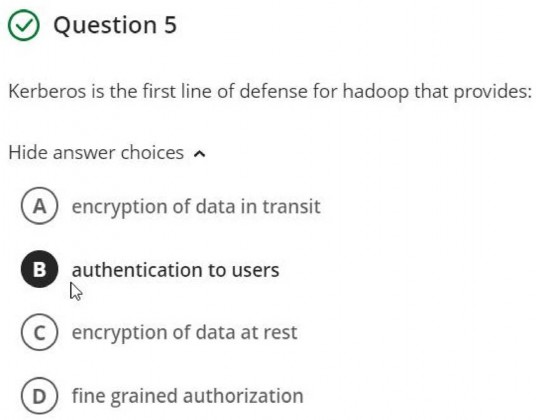 Question 5
Kerberos is the first line of defense for hadoop that provides:
Hide answer choices
A encryption of data in transit
B authentication to users
C encryption of data at rest
D fine grained authorization